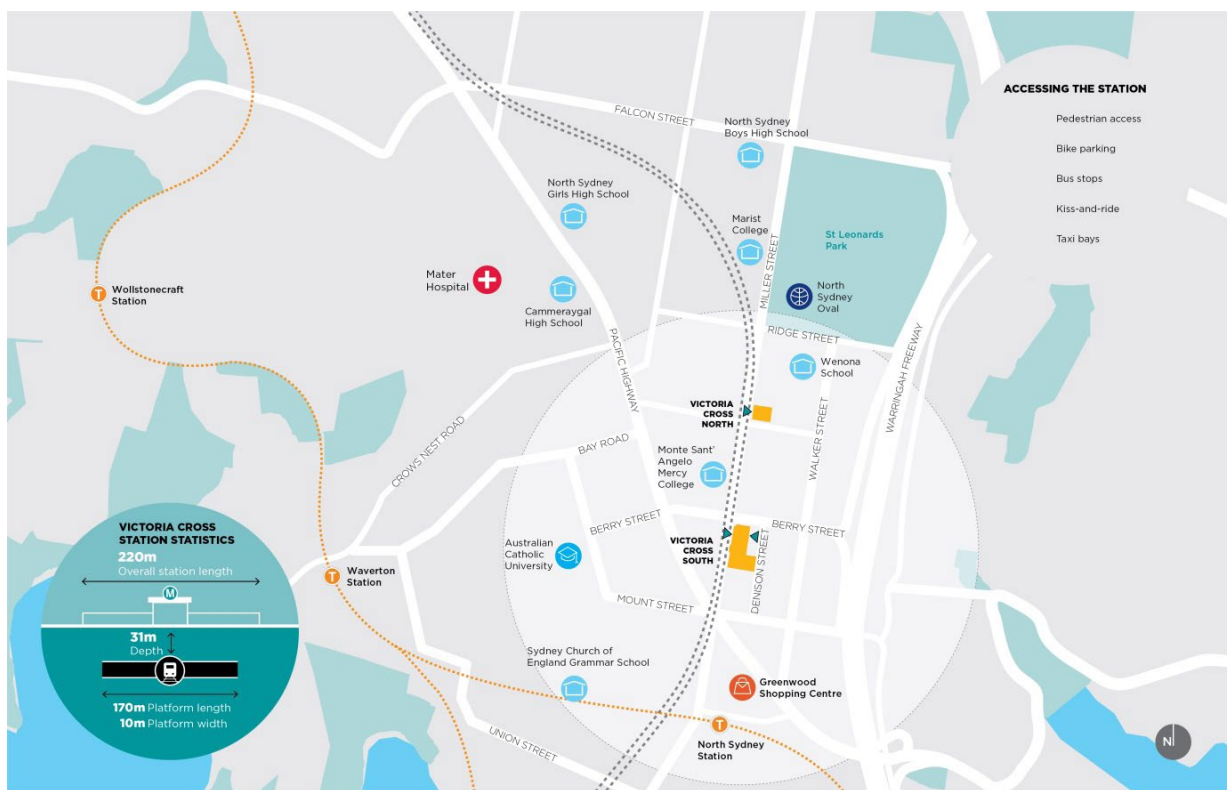 ACCESSING THE STATION
Pedestrian access
Bike parking
Bus stops
Kiss-and-ride
Taxi bays
FALCON STREET
North Sydney
Boys High School
North Sydney
Girls High School
Marist
College
St Leonards
Park
MILLER STREET
Mater
Hospital
T
Wollstonecraft
Station
Cammeraygal
High School
North
Sydney
Oval
RIDGE STREET
PACIFIC HIGHWAY
WARRINGAH FREEWAY
Wenona
School
VICTORIA
CROSS
NORTH
WALKER STREET
CROWS NEST ROAD
BAY ROAD
Monte Sant'
Angelo
Mercy
College
BERRY STREET
BERRY STREET
VICTORIA
CROSS
SOUTH
DENISON STREET
Australian
Catholic
University
T
Waverton
Station
MOUNT STREET
Sydney Church of
England Grammar School
Greenwood
Shopping Centre
UNION STREET
T
North Sydney
Station
VICTORIA CROSS
STATION STATISTICS
220m
Overall station length
M
31m
Depth
170m Platform length
10m Platform width
N